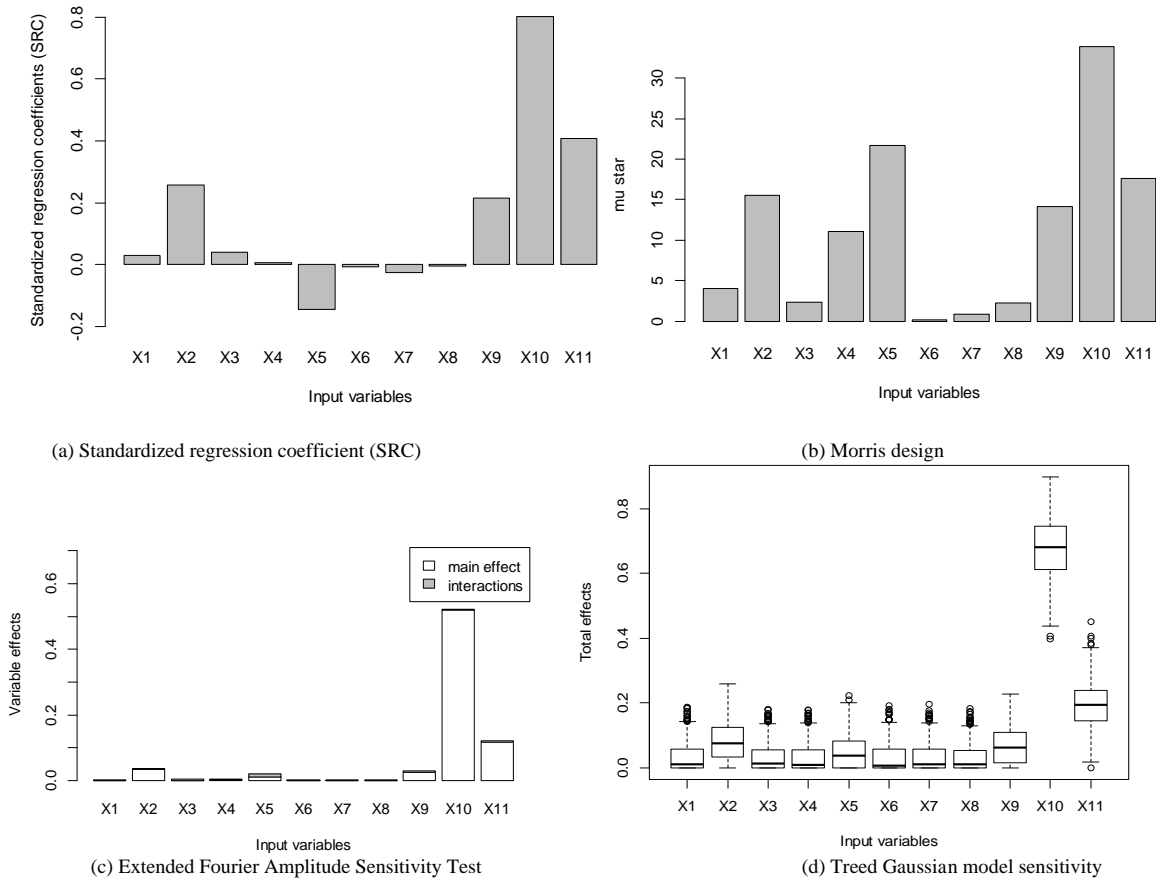 Standardized regression coefficients (SRC)
0.8
0.6
0.4
0.2
0.0
-0.2
X1 X2 X3 X4 X5 X6 X7 X8 X9 X10 X11
Input variables
(a) Standardized regression coefficient (SRC)
mu star
30
25
20
15
10
5
0
X1 X2 X3 X4 X5 X6 X7 X8 X9 X10 X11
Input variables
(b) Morris design
Variable effects
0.6
0.4
0.2
0.0
main effect
interactions
X1 X2 X3 X4 X5 X6 X7 X8 X9 X10 X11
Input variables
(c) Extended Fourier Amplitude Sensitivity Test
Total effects
0.8
0.6
0.4
0.2
0.0
X1 X2 X3 X4 X5 X6 X7 X8 X9 X10 X11
Input variables
(d) Treed Gaussian model sensitivity